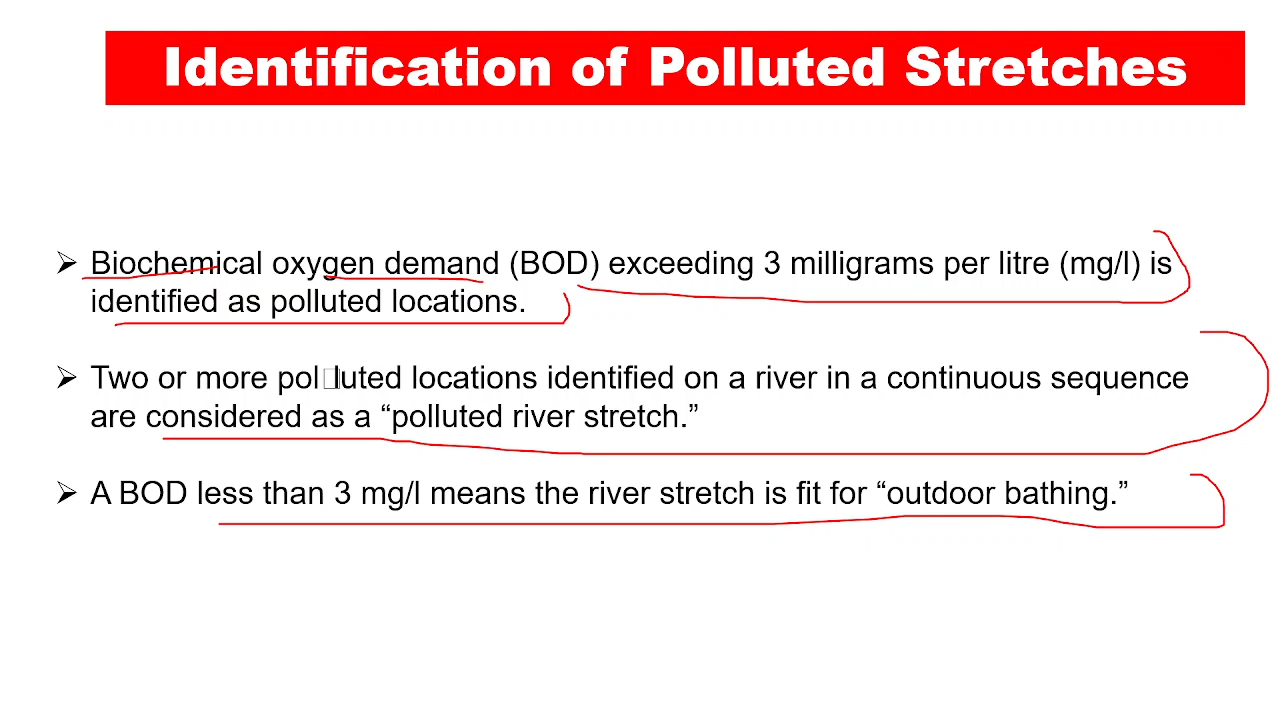 Identification of Polluted Stretches
➢ Biochemical oxygen demand (BOD) exceeding 3 milligrams per litre (mg/l) is
identified as polluted locations.
➢ Two or more polluted locations identified on a river in a continuous sequence
are considered as a “polluted river stretch.”
➢ A BOD less than 3 mg/l means the river stretch is fit for “outdoor bathing.”